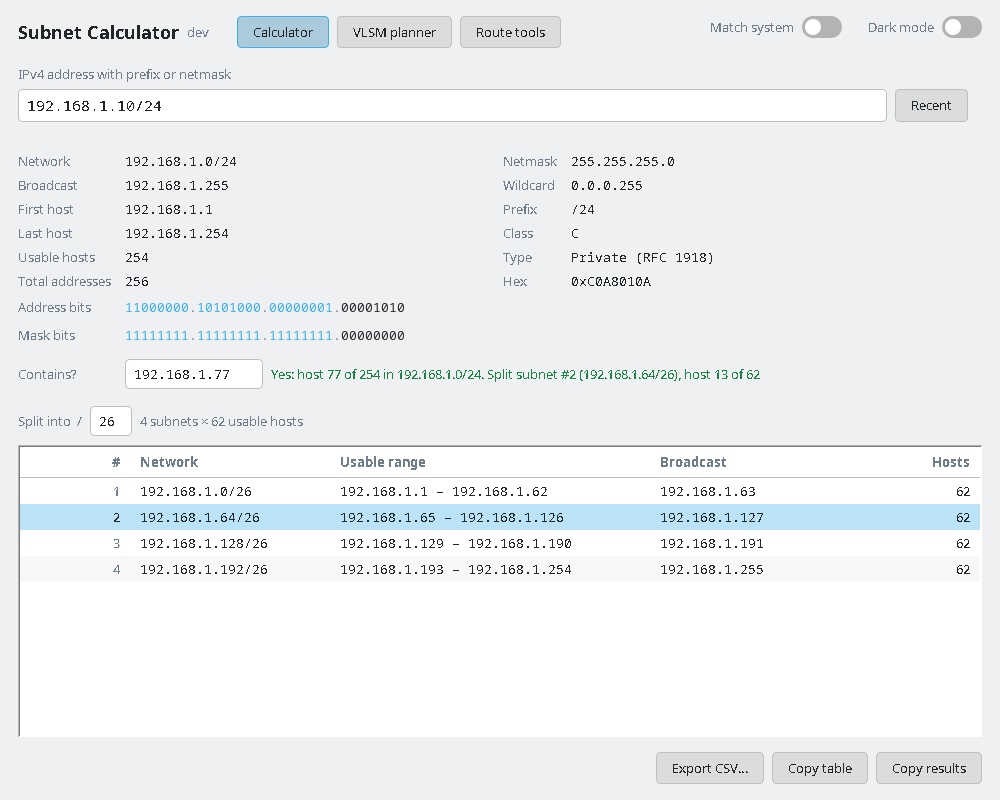 Subnet Calculator dev Calculator VLSM planner Route tools Match system Dark mode
IPv4 address with prefix or netmask
192.168.1.10/24 Recent
Network 192.168.1.0/24 Netmask 255.255.255.0
Broadcast 192.168.1.255 Wildcard 0.0.0.255
First host 192.168.1.1 Prefix /24
Last host 192.168.1.254 Class C
Usable hosts 254 Type Private (RFC 1918)
Total addresses 256 Hex 0xC0A8010A
Address bits 11000000.10101000.00000001.00001010
Mask bits 11111111.11111111.11111111.00000000
Contains? 192.168.1.77 Yes: host 77 of 254 in 192.168.1.0/24. Split subnet #2 (192.168.1.64/26), host 13 of 62
Split into / 26 4 subnets × 62 usable hosts
# Network Usable range Broadcast Hosts
1 192.168.1.0/26 192.168.1.1 – 192.168.1.62 192.168.1.63 62
2 192.168.1.64/26 192.168.1.65 – 192.168.1.126 192.168.1.127 62
3 192.168.1.128/26 192.168.1.129 – 192.168.1.190 192.168.1.191 62
4 192.168.1.192/26 192.168.1.193 – 192.168.1.254 192.168.1.255 62
Export CSV... Copy table Copy results